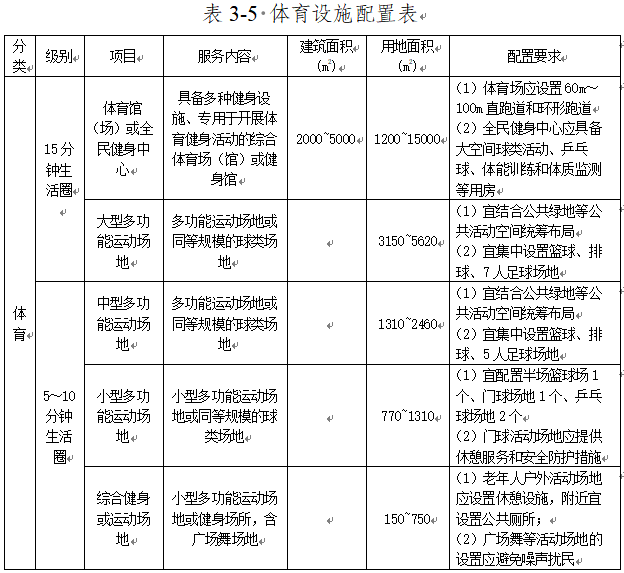 表 3-5·体育设施配置表
分类
级别
项目
服务内容
建筑面积
(㎡)
用地面积
(㎡)
配置要求
体育
15分
钟生
活圈
体育馆
（场）或全
民健身中
心
具备多种健身设
施、专用于开展体
育健身活动的综合
体育场（馆）或健
身馆
2000~5000
1200~15000
（1）体育场应设置 60m～
100m 直跑道和环形跑道
（2）全民健身中心应具备
大空间球类活动、乒乓
球、体能训练和体质监测
等用房
大型多功
能运动场
地
多功能运动场地或
同等规模的球类场
地
3150~5620
（1）宜结合公共绿地等公
共活动空间统筹布局
（2）宜集中设置篮球、排
球、7 人足球场地
5～10
分钟
生活
圈
中型多功
能运动场
地
多功能运动场地或
同等规模的球类场
地
1310~2460
（1）宜结合公共绿地等公
共活动空间统筹布局
（2）宜集中设置篮球、排
球、5 人足球场地
小型多功
能运动场
地
小型多功能运动场
地或同等规模的球
类场地
770~1310
（1）宜配置半场篮球场 1
个、门球场地 1 个、乒乓
球场地 2 个
（2）门球活动场地应提供
休憩服务和安全防护措施
综合健身
或运动场
地
小型多功能运动场
地或健身场所，含
广场舞场地
150~750
（1）老年人户外活动场地
应设置休憩设施，附近宜
设置公共厕所；
（2）广场舞等活动场地的
设置应避免噪声扰民